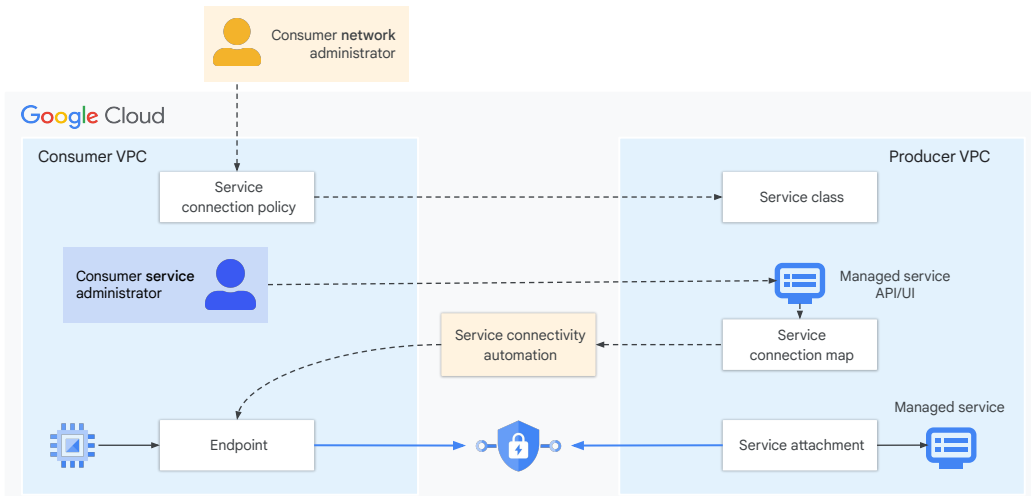 Consumer network
administrator
Google Cloud
Consumer VPC
Producer VPC
Service
connection policy
Service class
Consumer service
administrator
Managed service
API/UI
Service connectivity
automation
Service
connection map
Managed service
Endpoint
Service attachment